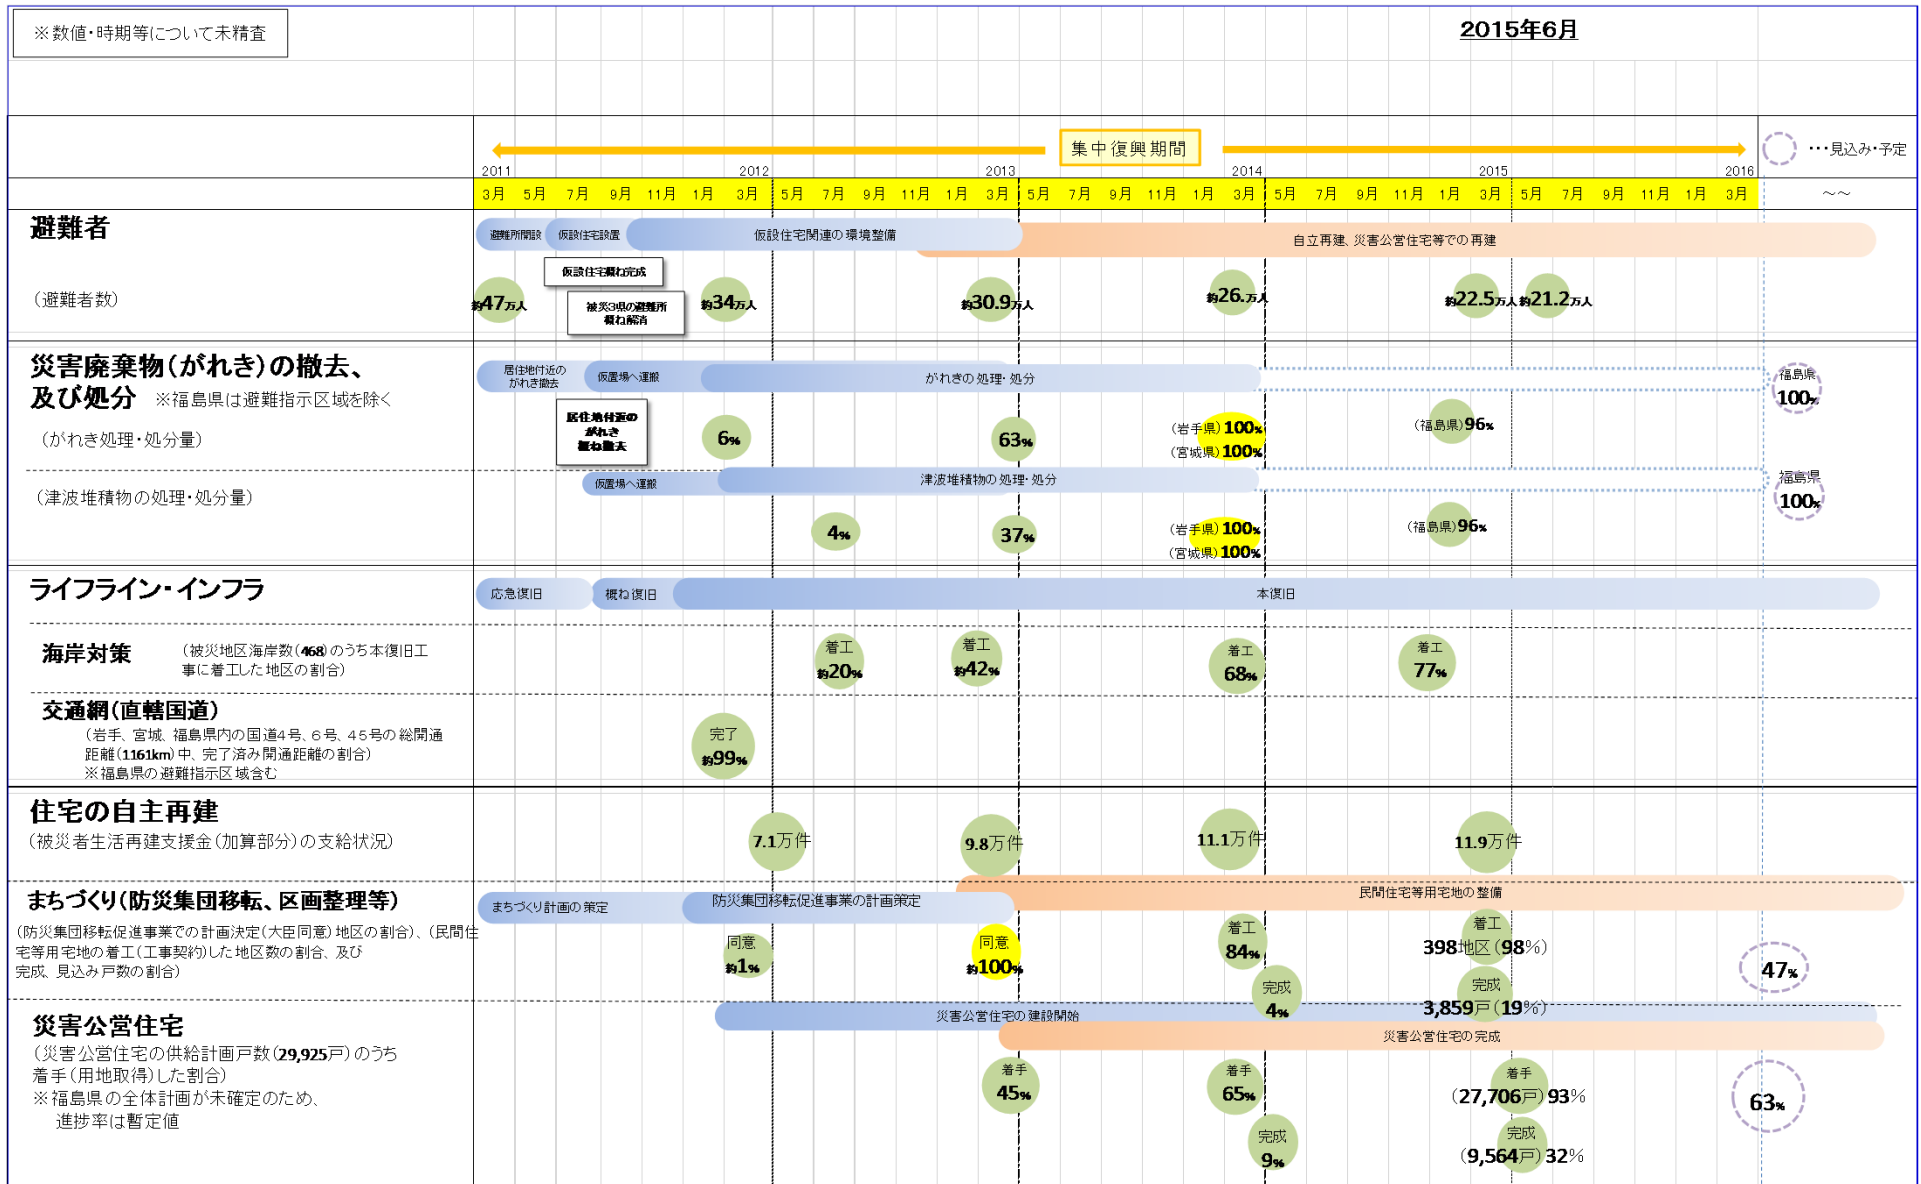 ※数値・時期等について未精査
2015年6月
集中復興期間
・・・見込み・予定
2011 2012 2013 2014 2015 2016
3月 5月 7月 9月 11月 1月 3月 5月 7月 9月 11月 1月 3月 5月 7月 9月 11月 1月 3月 5月 7月 9月 11月 1月 3月 5月 7月 9月 11月 1月 3月 ～～
避難者
避難所開設 仮設住宅設置 仮設住宅関連の環境整備 自立再建、災害公営住宅等での再建
仮設住宅概ね完成
(避難者数)
約47万人 約34万人 約30.9万人 約26.万人 約22.5万人 約21.2万人
被災3県の避難所
概ね解消
災害廃棄物(がれき)の撤去、
及び処分 ※福島県は避難指示区域を除く
居住地付近の
がれき撤去
仮置場へ運搬 がれきの処理・処分
福島県
100%
居住地付近の
がれき
概ね撤去
(がれき処理・処分量)
6% 63%
(岩手県)100%
(宮城県)100%
(福島県)96%
(津波堆積物の処理・処分量)
仮置場へ運搬 津波堆積物の処理・処分
福島県
100%
4% 37%
(岩手県)100%
(宮城県)100%
(福島県)96%
ライフライン・インフラ
応急復旧 概ね復旧 本復旧
海岸対策
(被災地区海岸数(468)のうち本復旧工
事に着工した地区の割合)
着工
約20%
着工
約42%
着工
68%
着工
77%
交通網(直轄国道)
(岩手、宮城、福島県内の国道4号、6号、45号の総開通
距離(1161km)中、完了済み開通距離の割合)
※福島県の避難指示区域含む
完了
約99%
住宅の自主再建
(被災者生活再建支援金(加算部分)の支給状況)
7.1万件 9.8万件 11.1万件 11.9万件
まちづくり(防災集団移転、区画整理等)
まちづくり計画の策定 防災集団移転促進事業の計画策定 民間住宅等用宅地の整備
(防災集団移転促進事業での計画決定(大臣同意)地区の割合)、(民間住
宅等用宅地の着工(工事契約)した地区数の割合、及び
完成、見込み戸数の割合)
同意
約1%
同意
約100%
着工
84%
着工
398地区(98%)
47%
完成
4%
完成
3,859戸(19%)
災害公営住宅
災害公営住宅の建設開始
災害公営住宅の完成
(災害公営住宅の供給計画戸数(29,925戸)のうち
着手(用地取得)した割合)
※福島県の全体計画が未確定のため、
進捗率は暫定値
着手
45%
着手
65%
着手
(27,706戸)93%
63%
完成
9%
完成
(9,564戸)32%